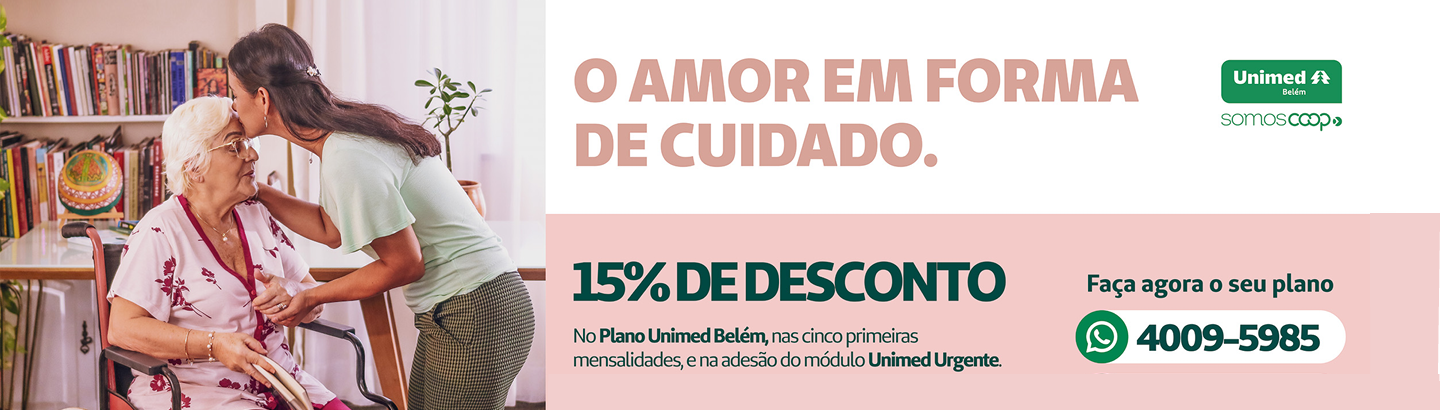 O AMOR EM FORMA
DE CUIDADO.
Unimed
Belém
somoscoop
15% DE DESCONTO
No Plano Unimed Belém, nas cinco primeiras
mensalidades, e na adesão do módulo Unimed Urgente.
Faça agora o seu plano
4009-5985